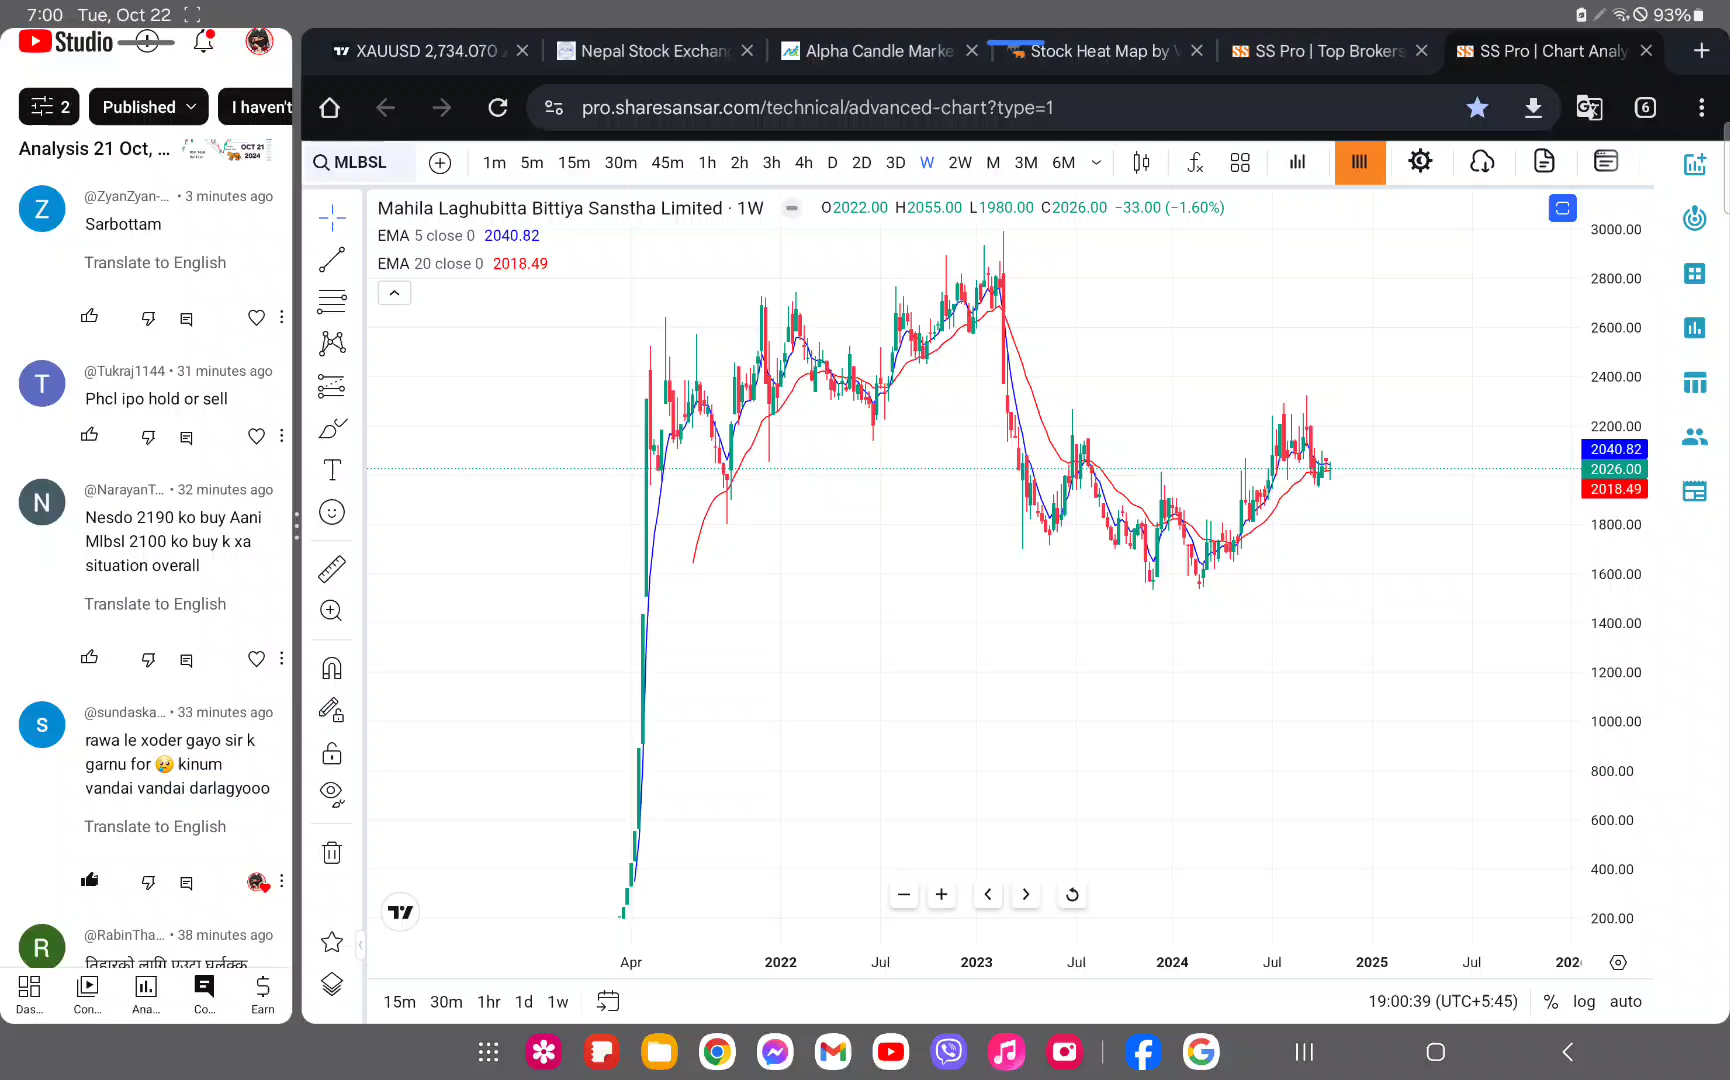 7:00 Tue, Oct 22
93%
Studio
2
Published
I haven't
Analysis 21 Oct, ...
OCT 21
2024
Z
@ZyanZyan-... • 3 minutes ago
Sarbottam
Translate to English
T
@Tukraj1144 • 31 minutes ago
Phcl ipo hold or sell
N
@NarayanT... • 32 minutes ago
Nesdo 2190 ko buy Aani
Mlbsl 2100 ko buy k xa
situation overall
Translate to English
S
@sundaska... • 33 minutes ago
rawa le xoder gayo sir k
garnu for 😥 kinum
vandai vandai darlagyooo
Translate to English
R
@RabinTha... • 38 minutes ago
तिहारको लागि एउटा
Das...
Con...
Ana...
Co...
Earn
XAUUSD 2,734.070
Nepal Stock Exchan
Alpha Candle Marke
Stock Heat Map by
SS Pro | Top Brokers
SS Pro | Chart Analy
pro.sharesansar.com/technical/advanced-chart?type=1
6
MLBSL
1m 5m 15m 30m 45m 1h 2h 3h 4h D 2D 3D W 2W M 3M 6M
Mahila Laghubitta Bittiya Sanstha Limited · 1W
O2022.00 H2055.00 L1980.00 C2026.00 −33.00 (−1.60%)
EMA 5 close 0 2040.82
EMA 20 close 0 2018.49
3000.00
2800.00
2600.00
2400.00
2200.00
2040.82
2026.00
2018.49
1800.00
1600.00
1400.00
1200.00
1000.00
800.00
600.00
400.00
200.00
Apr 2022 Jul 2023 Jul 2024 Jul 2025 Jul 202
15m 30m 1hr 1d 1w
19:00:39 (UTC+5:45)
% log auto